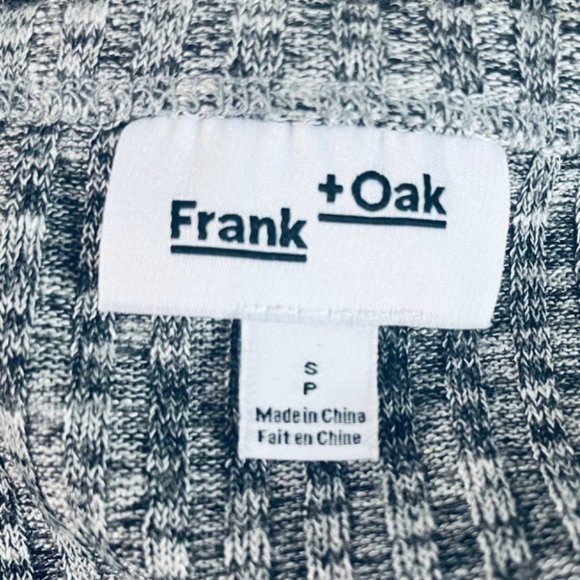 Frank +Oak
S
P
Made in China
Fait en Chine